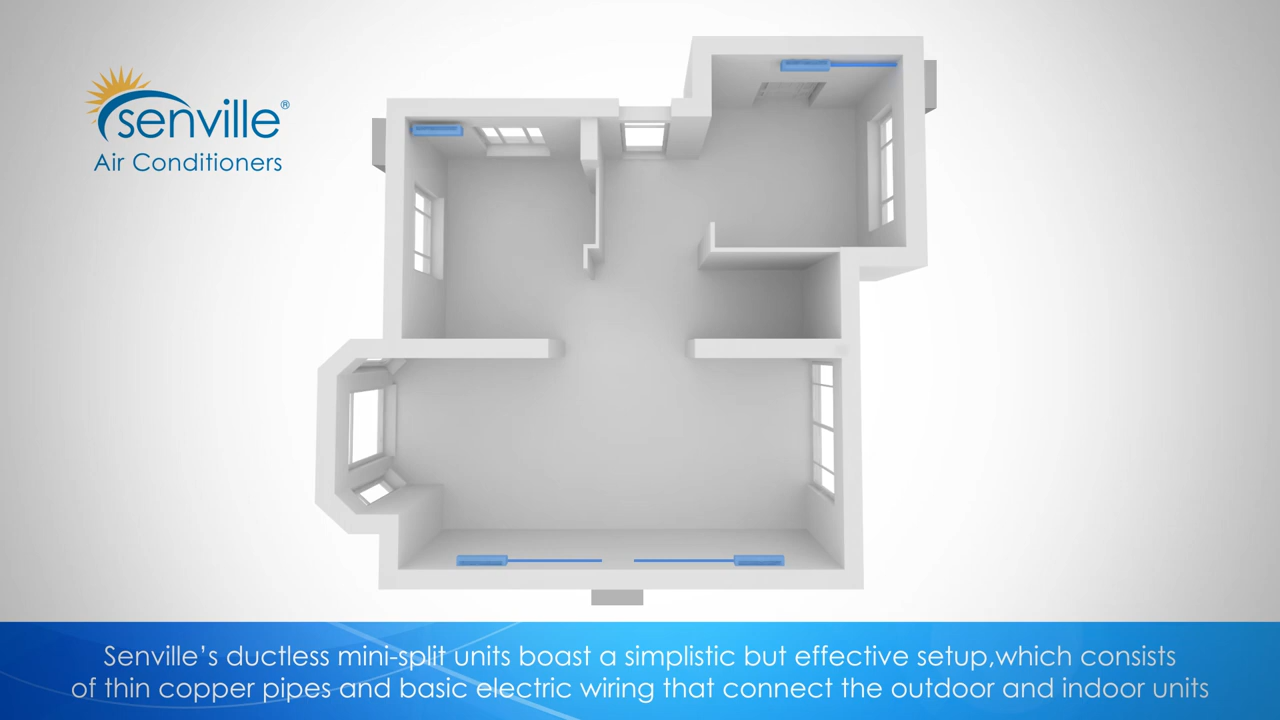 senville®
Air Conditioners
Senville’s ductless mini-split units boast a simplistic but effective setup,which consists
of thin copper pipes and basic electric wiring that connect the outdoor and indoor units